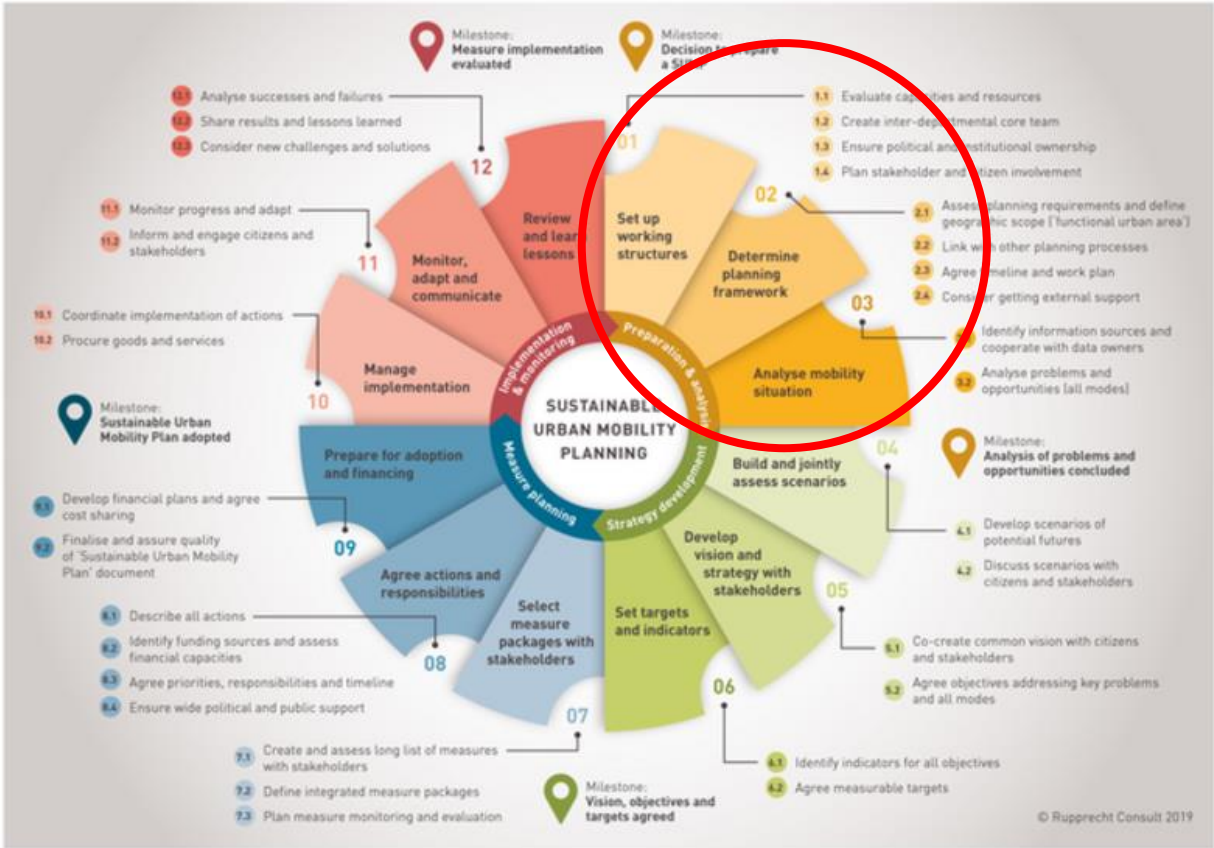 Milestone:
Measure implementation
evaluated
Milestone:
Decision to prepare
a SUMP
12.1 Analyse successes and failures
12.2 Share results and lessons learned
12.3 Consider new challenges and solutions
1.1 Evaluate capacities and resources
1.2 Create inter-departmental core team
1.3 Ensure political and institutional ownership
1.4 Plan stakeholder and citizen involvement
11.1 Monitor progress and adapt
11.2 Inform and engage citizens and
stakeholders
2.1 Assess planning requirements and define
geographic scope ('functional urban area')
2.2 Link with other planning processes
2.3 Agree timeline and work plan
2.4 Consider getting external support
10.1 Coordinate implementation of actions
10.2 Procure goods and services
Identify information sources and
cooperate with data owners
3.2 Analyse problems and
opportunities (all modes)
Milestone:
Sustainable Urban
Mobility Plan adopted
Milestone:
Analysis of problems and
opportunities concluded
01
Set up
working
structures
02
Determine
planning
framework
03
Analyse mobility
situation
04
Build and jointly
assess scenarios
05
Develop
vision and
strategy with
stakeholders
06
Set targets
and indicators
07
Select
measure
packages with
stakeholders
08
Agree actions and
responsibilities
09
Prepare for adoption
and financing
10
Manage
implementation
11
Monitor,
adapt and
communicate
12
Review
and learn
lessons
Preparation & analysis
Strategy development
Measure planning
Implementation
& monitoring
SUSTAINABLE
URBAN MOBILITY
PLANNING
9.1 Develop financial plans and agree
cost sharing
9.2 Finalise and assure quality
of 'Sustainable Urban Mobility
Plan' document
4.1 Develop scenarios of
potential futures
4.2 Discuss scenarios with
citizens and stakeholders
8.1 Describe all actions
8.2 Identify funding sources and assess
financial capacities
8.3 Agree priorities, responsibilities and timeline
8.4 Ensure wide political and public support
5.1 Co-create common vision with citizens
and stakeholders
5.2 Agree objectives addressing key problems
and all modes
7.1 Create and assess long list of measures
with stakeholders
7.2 Define integrated measure packages
7.3 Plan measure monitoring and evaluation
6.1 Identify indicators for all objectives
6.2 Agree measurable targets
Milestone:
Vision, objectives and
targets agreed
© Rupprecht Consult 2019